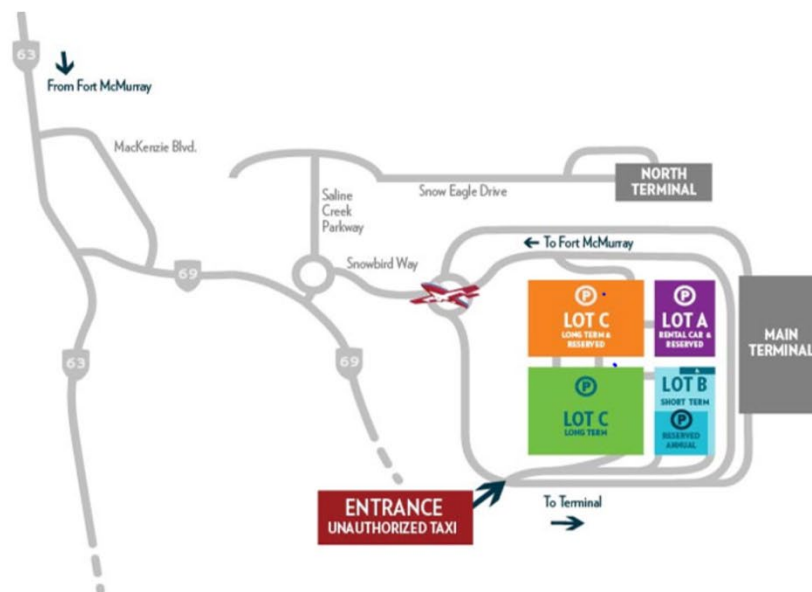 63
From Fort McMurray
MacKenzie Blvd.
NORTH
TERMINAL
Snow Eagle Drive
Saline
Creek
Parkway
← To Fort McMurray
Snowbird Way
69
P
LOT C
LONG TERM &
RESERVED
P
LOT A
RENTAL CAR &
RESERVED
MAIN
TERMINAL
63
69
P
LOT C
LONG TERM
LOT B
SHORT TERM
P
RESERVED
ANNUAL
ENTRANCE
UNAUTHORIZED TAXI
To Terminal